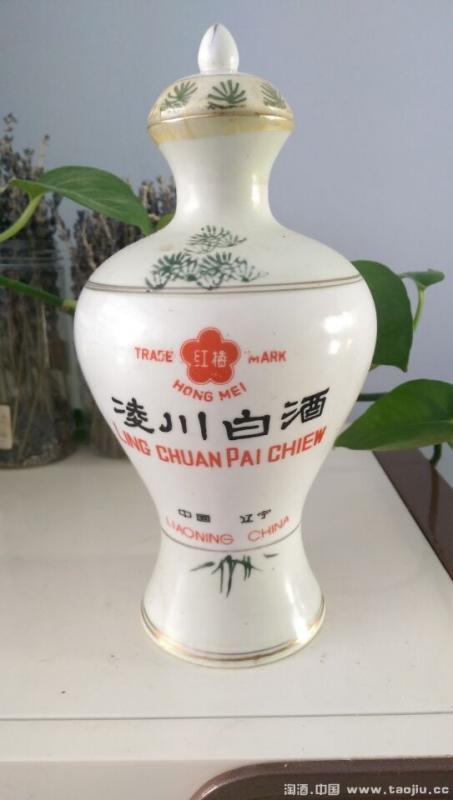 TRADE 红梅 MARK
HONG MEI
凌川白酒
LING CHUAN PAI CHIEW
中国 辽宁
LIAONING CHINA
淘酒.中国 www.taojiu.cc